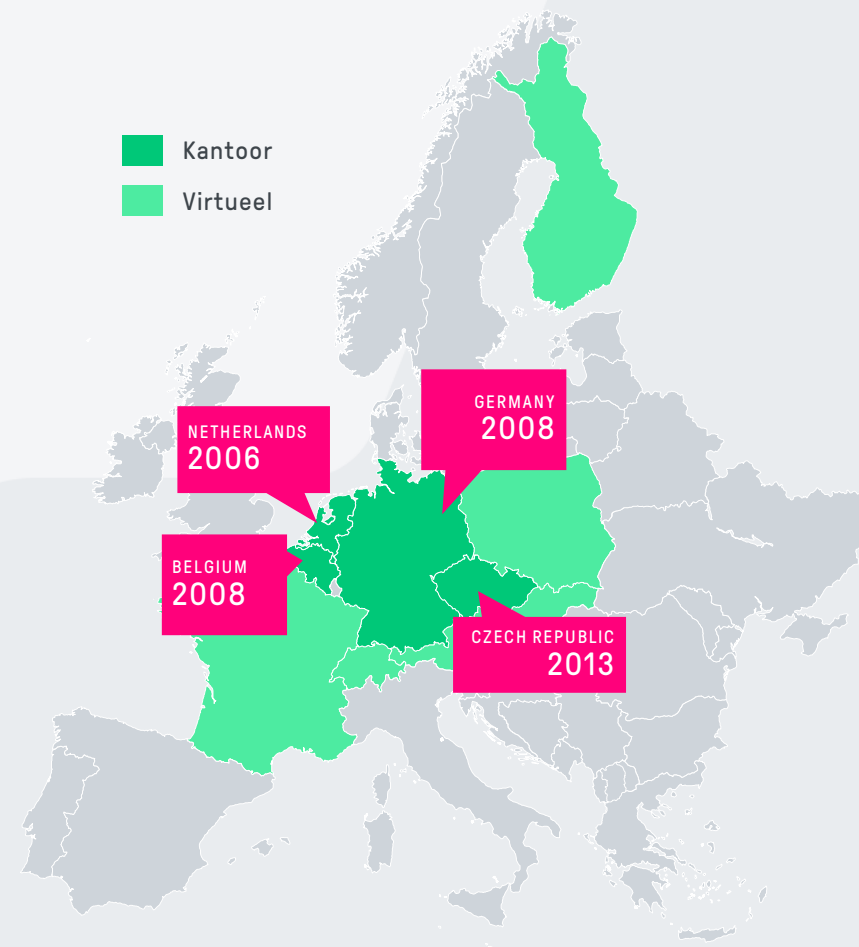 Kantoor
Virtueel
GERMANY
2008
NETHERLANDS
2006
BELGIUM
2008
CZECH REPUBLIC
2013